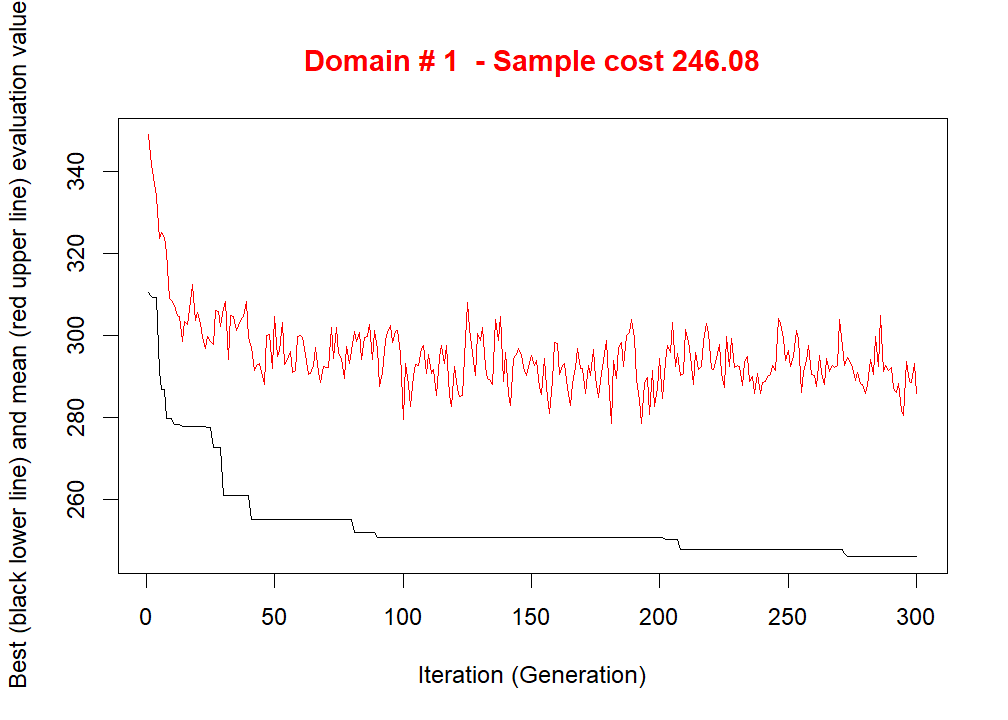 Domain # 1  - Sample cost 246.08
Best (black lower line) and mean (red upper line) evaluation value
340
320
300
280
260
0 50 100 150 200 250 300
Iteration (Generation)